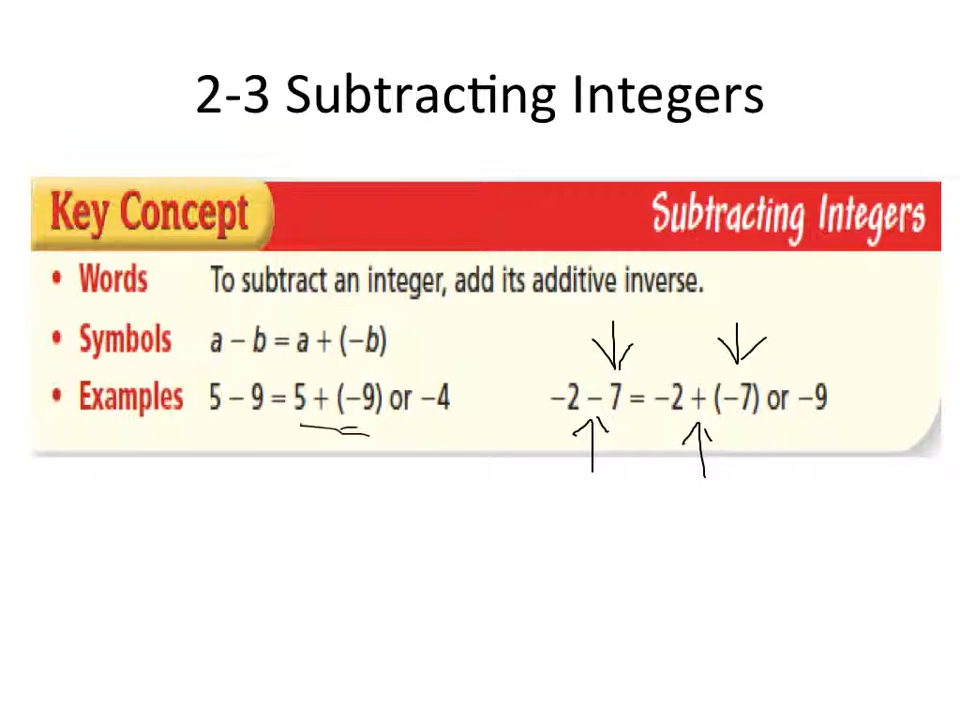 2-3 Subtracting Integers
Key Concept Subtracting Integers
• Words To subtract an integer, add its additive inverse.
• Symbols a − b = a + (−b)
• Examples 5 − 9 = 5 + (−9) or −4 −2 − 7 = −2 + (−7) or −9